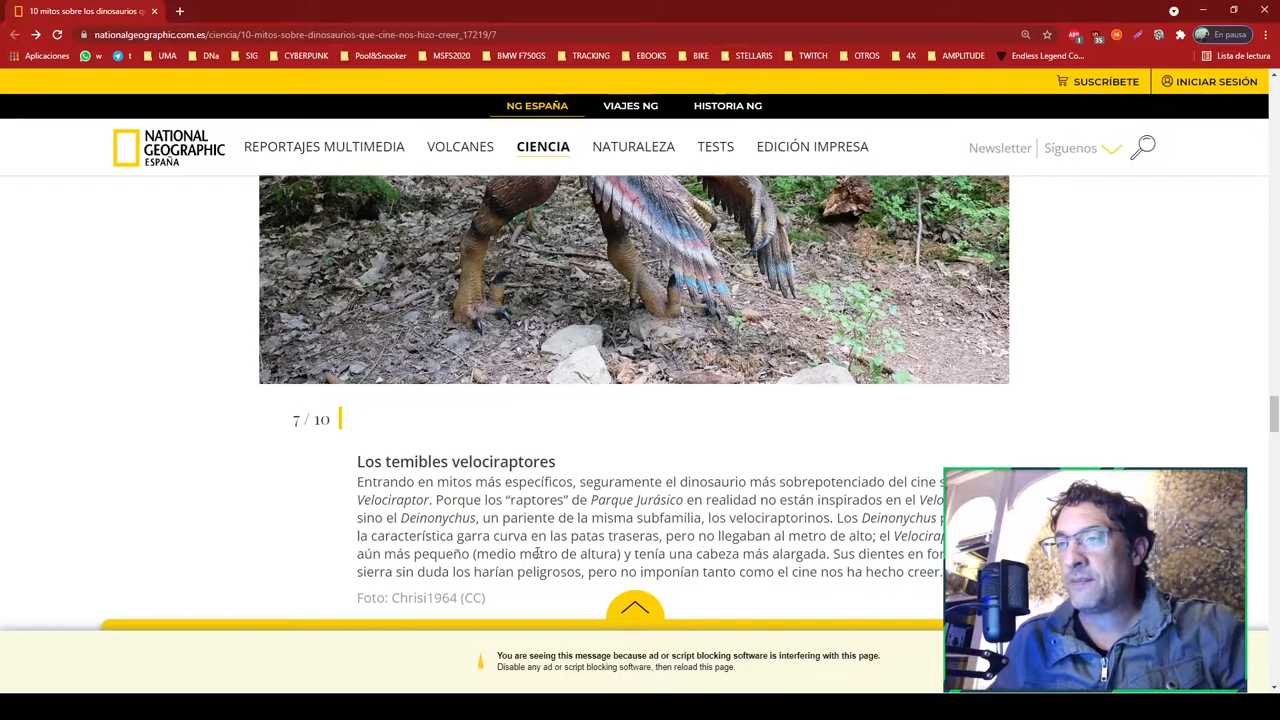 10 mitos sobre los dinosaurios q
nationalgeographic.com.es/ciencia/10-mitos-sobre-dinosaurios-que-cine-nos-hizo-creer_17219/7
En pausa
Aplicaciones w t UMA DNa SIG CYBERPUNK Pool&Snooker MSFS2020 BMW F750GS TRACKING EBOOKS BIKE STELLARIS TWITCH OTROS 4X AMPLITUDE Endless Legend Co... Lista de lectura
SUSCRÍBETE INICIAR SESIÓN
NG ESPAÑA VIAJES NG HISTORIA NG
NATIONAL
GEOGRAPHIC
ESPAÑA
REPORTAJES MULTIMEDIA VOLCANES CIENCIA NATURALEZA TESTS EDICIÓN IMPRESA Newsletter Síguenos
7 / 10
Los temibles velociraptores
Entrando en mitos más específicos, seguramente el dinosaurio más sobrepotenciado del cine s
Velociraptor. Porque los “raptores” de Parque Jurásico en realidad no están inspirados en el Velo
sino el Deinonychus, un pariente de la misma subfamilia, los velociraptorinos. Los Deinonychus p
la característica garra curva en las patas traseras, pero no llegaban al metro de alto; el Velocirap
aún más pequeño (medio metro de altura) y tenía una cabeza más alargada. Sus dientes en for
sierra sin duda los harían peligrosos, pero no imponían tanto como el cine nos ha hecho creer.
Foto: Chrisi1964 (CC)
You are seeing this message because ad or script blocking software is interfering with this page.
Disable any ad or script blocking software, then reload this page.